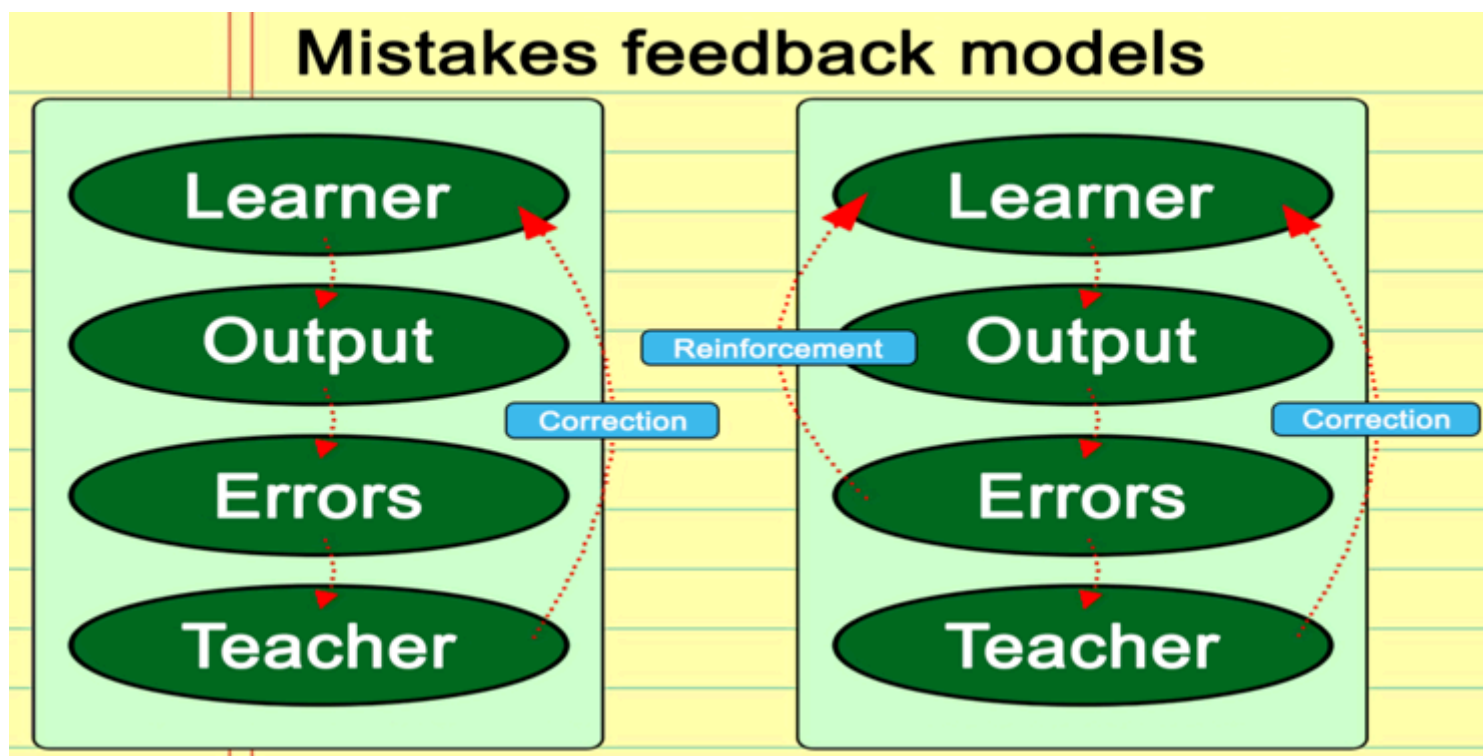 Mistakes feedback models
Learner
Output
Correction
Errors
Teacher
Learner
Reinforcement
Output
Correction
Errors
Teacher